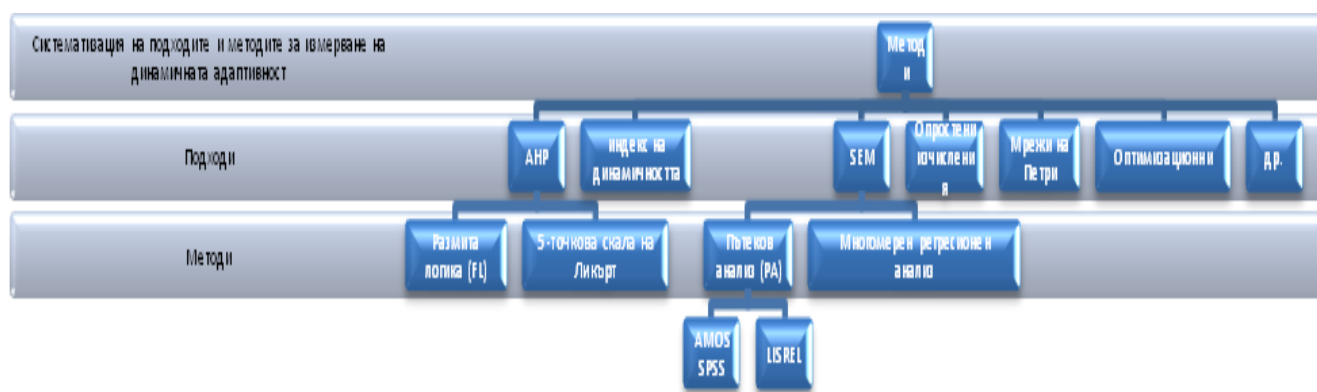 Систематизация на подходите и методите за измерване на
динамичната адаптивност
Метод
и
Подходи
AHP
индекс на
динамичността
SEM
Опростени
изчислени
я
Мрежи на
Петри
Оптимизационни
др.
Методи
Размита
логика (FL)
5-точкова скала на
Ликърт
Пътеков
анализ (PA)
Многомерен регресионен
анализ
AMOS
SPSS
LISREL